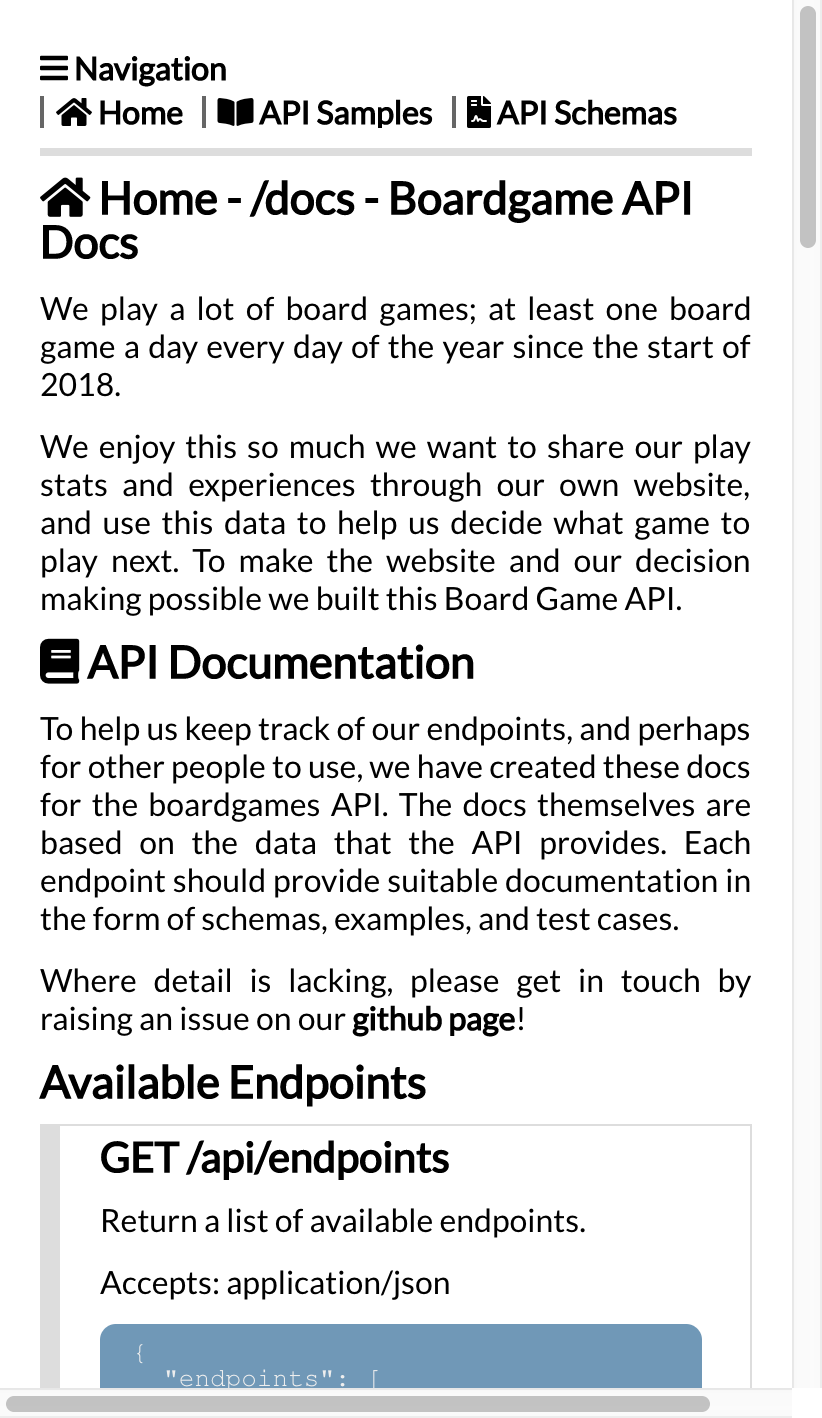 Navigation
| Home | API Samples | API Schemas
Home - /docs - Boardgame API
Docs
We play a lot of board games; at least one board
game a day every day of the year since the start of
2018.
We enjoy this so much we want to share our play
stats and experiences through our own website,
and use this data to help us decide what game to
play next. To make the website and our decision
making possible we built this Board Game API.
API Documentation
To help us keep track of our endpoints, and perhaps
for other people to use, we have created these docs
for the boardgames API. The docs themselves are
based on the data that the API provides. Each
endpoint should provide suitable documentation in
the form of schemas, examples, and test cases.
Where detail is lacking, please get in touch by
raising an issue on our github page!
Available Endpoints
GET /api/endpoints
Return a list of available endpoints.
Accepts: application/json
{
"endpoints": [